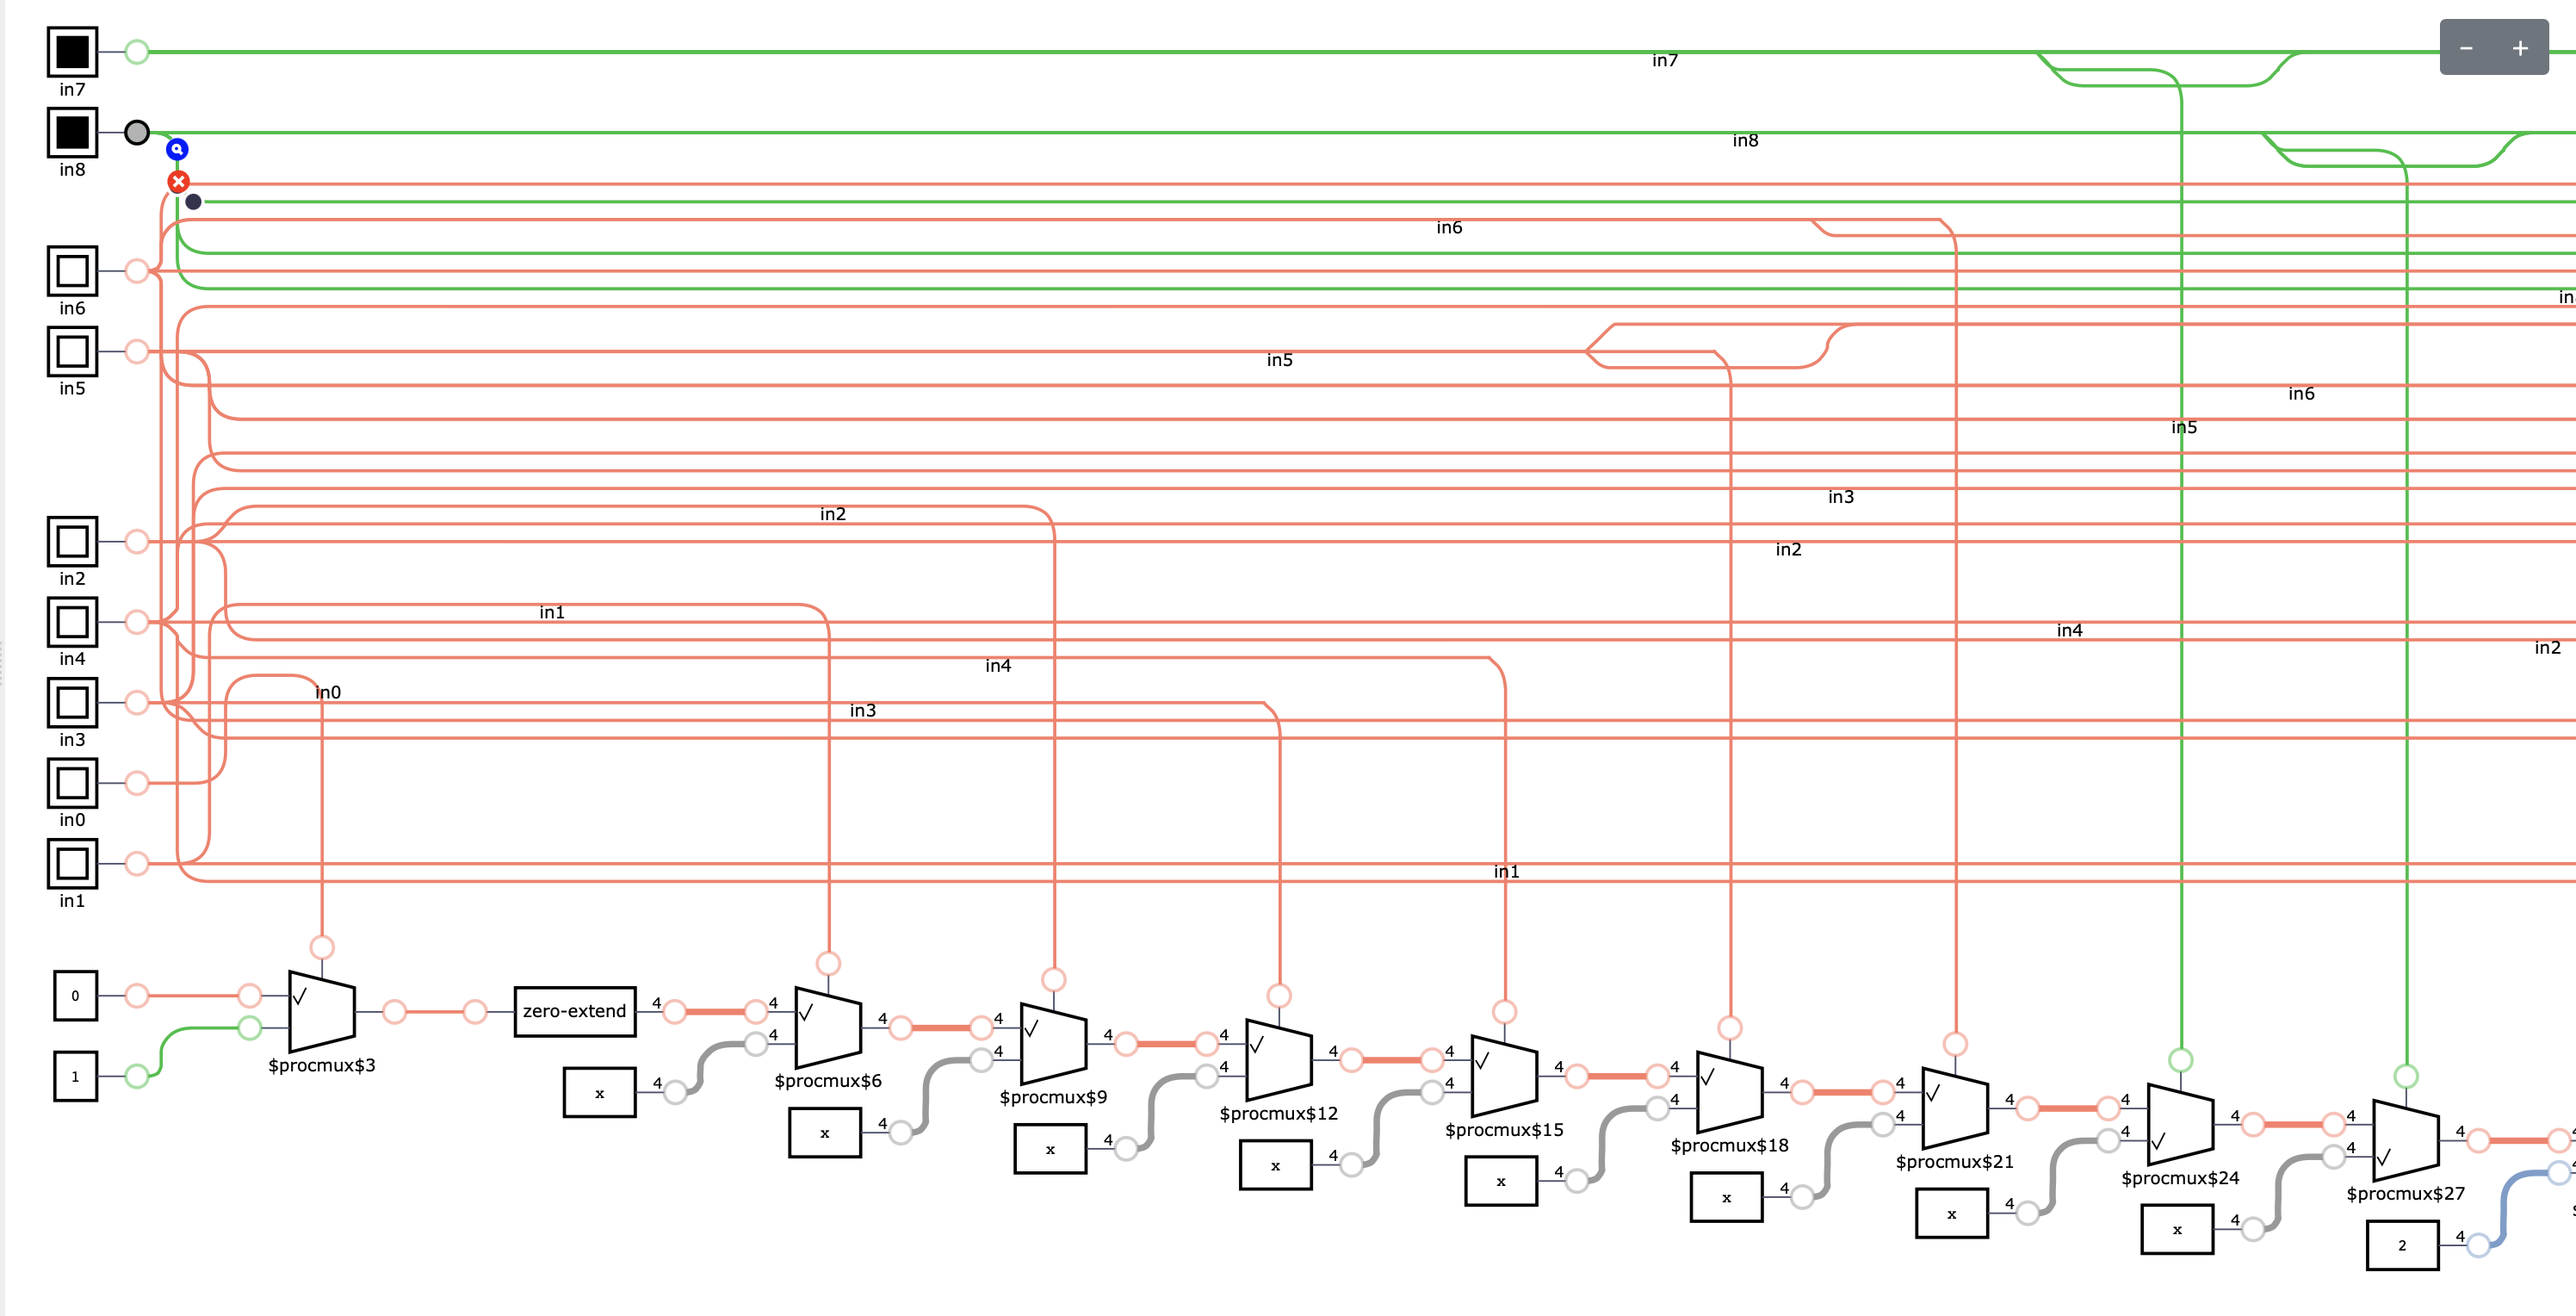 in7
in7
− +
in8
in8
in6
in6
in
in5
in5
in6
in5
in3
in2
in2
in2
in1
in4
in4
in4
in2
in0
in3
in3
in0
in1
in1
0
1
$procmux$3
zero-extend 4 4
x 4 4
$procmux$6
4 4
x 4 4
$procmux$9
4 4
x 4 4
$procmux$12
4 4
x 4 4
$procmux$15
4 4
x 4 4
$procmux$18
4 4
x 4 4
$procmux$21
4 4
x 4 4
$procmux$24
4 4
x 4 4
$procmux$27
4
2 4